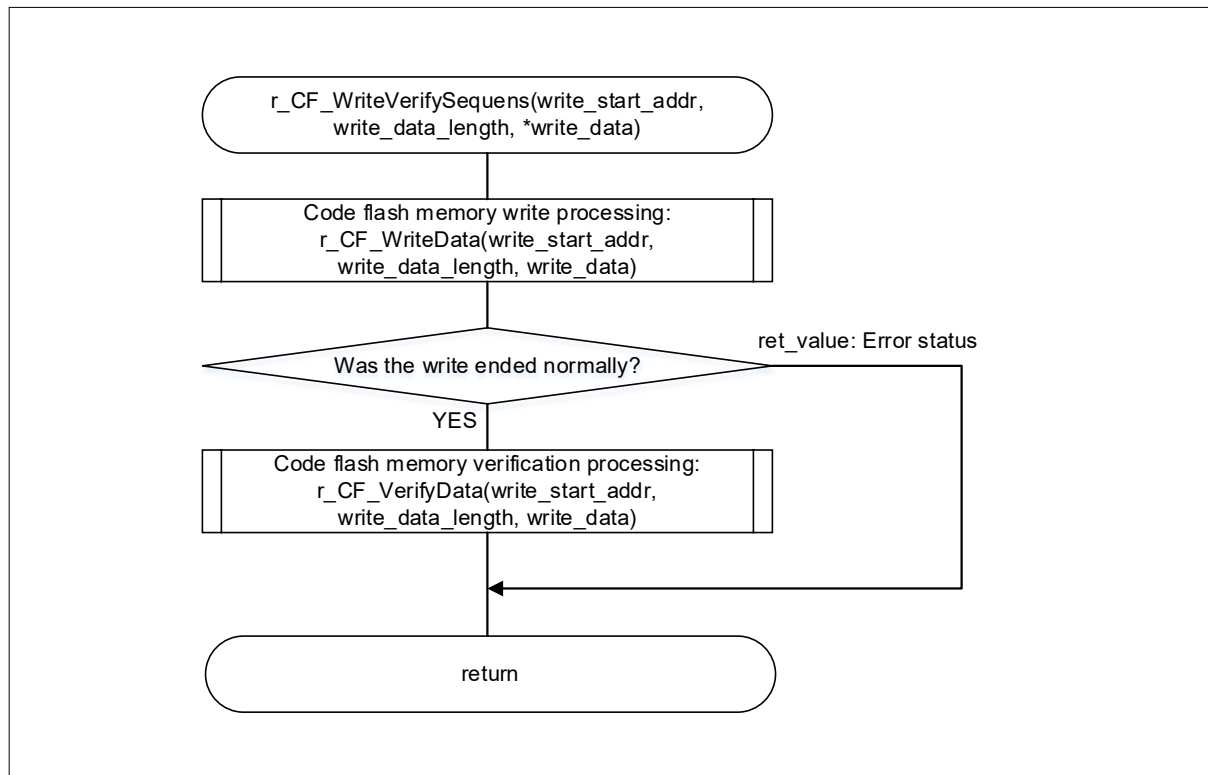 r_CF_WriteVerifySequens(write_start_addr,
write_data_length, *write_data)
Code flash memory write processing:
r_CF_WriteData(write_start_addr,
write_data_length, write_data)
ret_value: Error status
Was the write ended normally?
YES
Code flash memory verification processing:
r_CF_VerifyData(write_start_addr,
write_data_length, write_data)
return